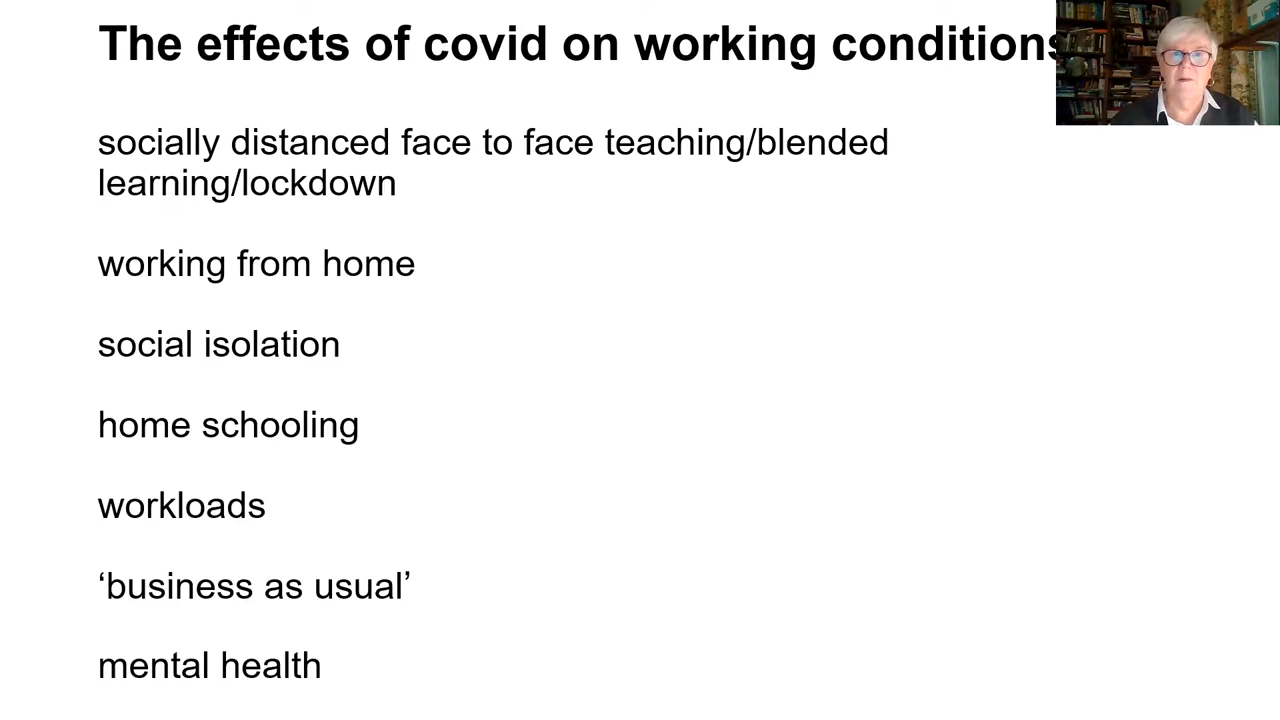 The effects of covid on working conditions
socially distanced face to face teaching/blended
learning/lockdown
working from home
social isolation
home schooling
workloads
‘business as usual’
mental health